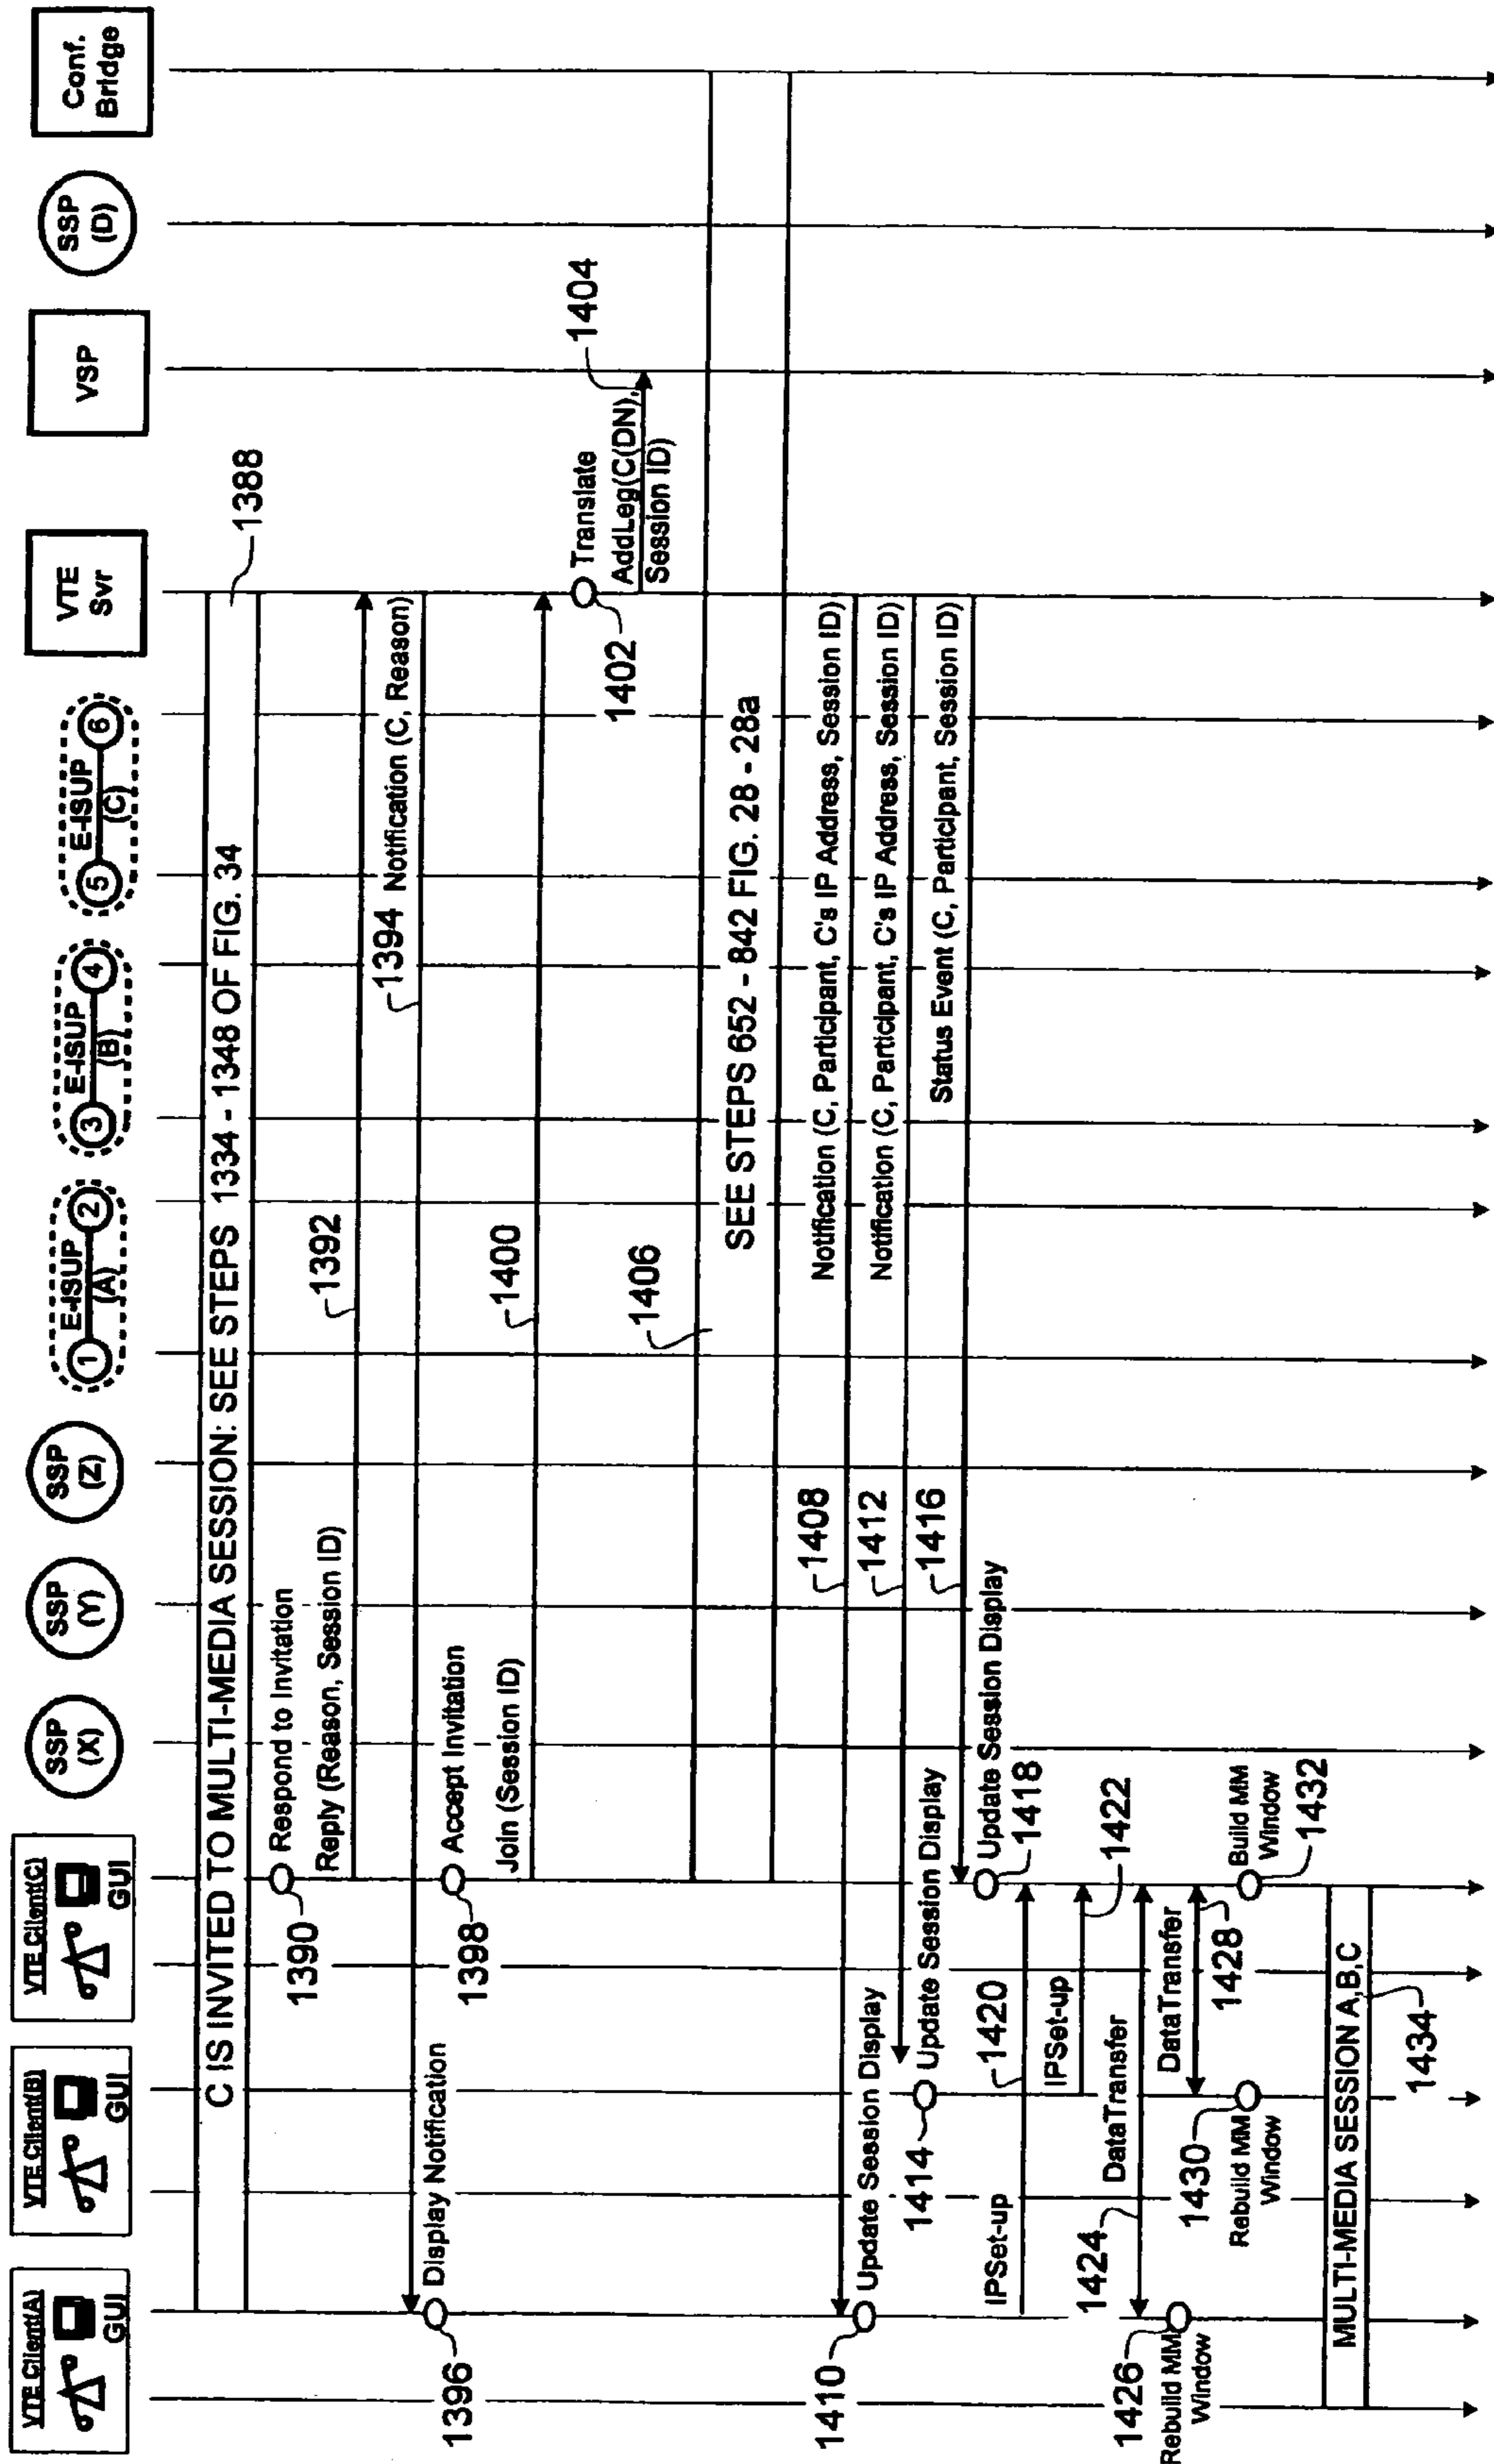 VTE Client(A)
GUI
VTE Client(B)
GUI
VTE Client(C)
GUI
SSP
(X)
SSP
(Y)
SSP
(Z)
1
E-ISUP
(A)
2
3
E-ISUP
(B)
4
5
E-ISUP
(C)
6
VTE
Svr
VSP
SSP
(D)
Conf.
Bridge
C IS INVITED TO MULTI-MEDIA SESSION: SEE STEPS 1334 - 1348 OF FIG. 34
1388
1390
Respond to Invitation
Reply (Reason, Session ID)
1392
1394
Notification (C, Reason)
1396
Display Notification
1398
Accept Invitation
Join (Session ID)
1400
1402
Translate
AddLeg(C(DN),
Session ID)
1404
1406
SEE STEPS 652 - 842 FIG. 28 - 28a
1408
Notification (C, Participant, C's IP Address, Session ID)
1410
Update Session Display
1412
Notification (C, Participant, C's IP Address, Session ID)
1414
Update Session Display
1416
Status Event (C, Participant, Session ID)
Update Session Display
1418
IPSet-up
1420
IPSet-up
1422
1424
DataTransfer
1426
Rebuild MM
Window
DataTransfer
1428
1430
Rebuild MM
Window
Build MM
Window
1432
MULTI-MEDIA SESSION A,B,C
1434